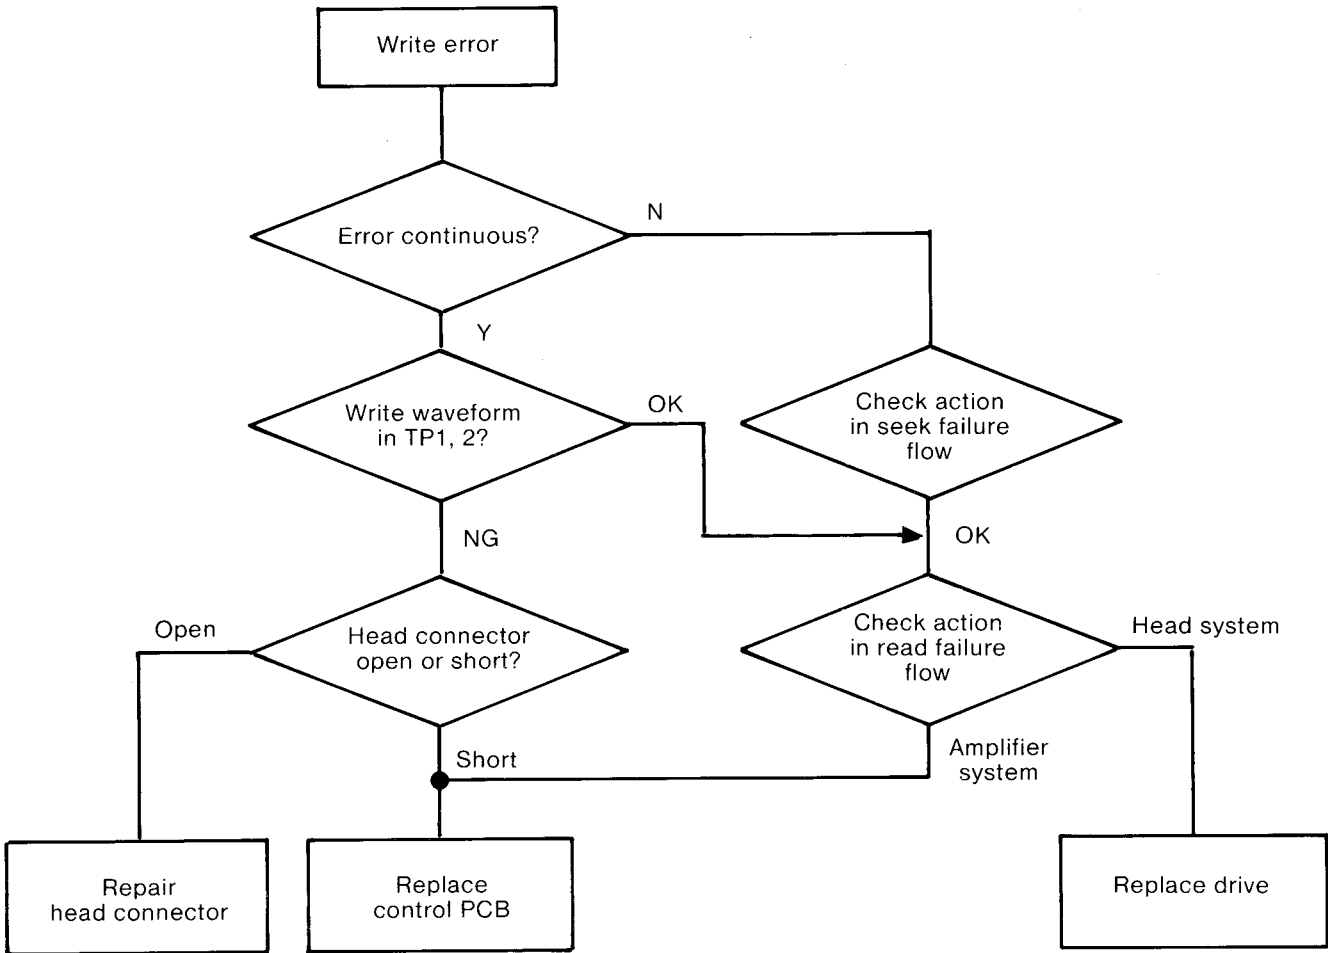 Write error
Error continuous?
N
Y
Write waveform
in TP1, 2?
OK
Check action
in seek failure
flow
NG
OK
Open
Head connector
open or short?
Check action
in read failure
flow
Head system
Short
Amplifier
system
Repair
head connector
Replace
control PCB
Replace drive